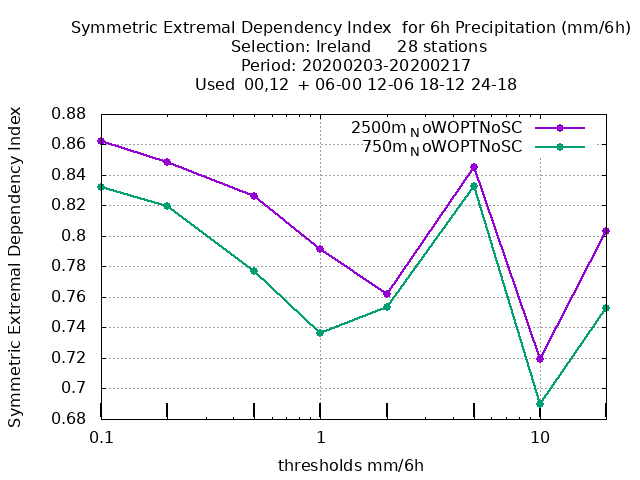 Symmetric Extremal Dependency Index  for 6h Precipitation (mm/6h)
Selection: Ireland     28 stations
Period: 20200203-20200217
Used  00,12  + 06-00 12-06 18-12 24-18
Symmetric Extremal Dependency Index
0.88
0.86
0.84
0.82
0.8
0.78
0.76
0.74
0.72
0.7
0.68
2500m_NoWOPTNoSC
750m_NoWOPTNoSC
0.1
1
10
thresholds mm/6h